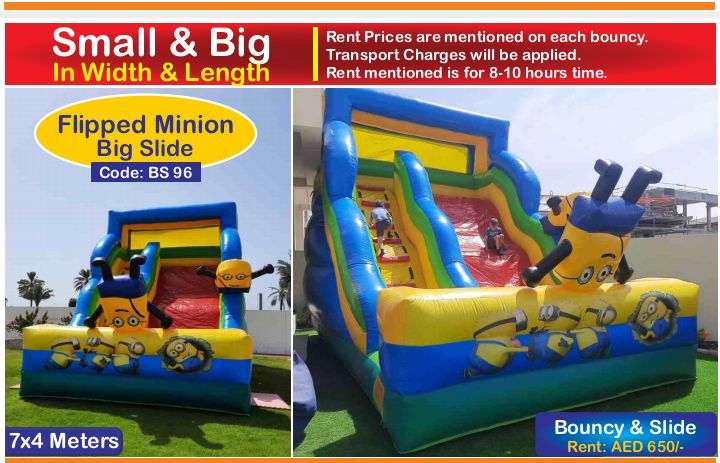 Small & Big
In Width & Length
Rent Prices are mentioned on each bouncy.
Transport Charges will be applied.
Rent mentioned is for 8-10 hours time.
Flipped Minion
Big Slide
Code: BS 96
7x4 Meters
Bouncy & Slide
Rent: AED 650/-